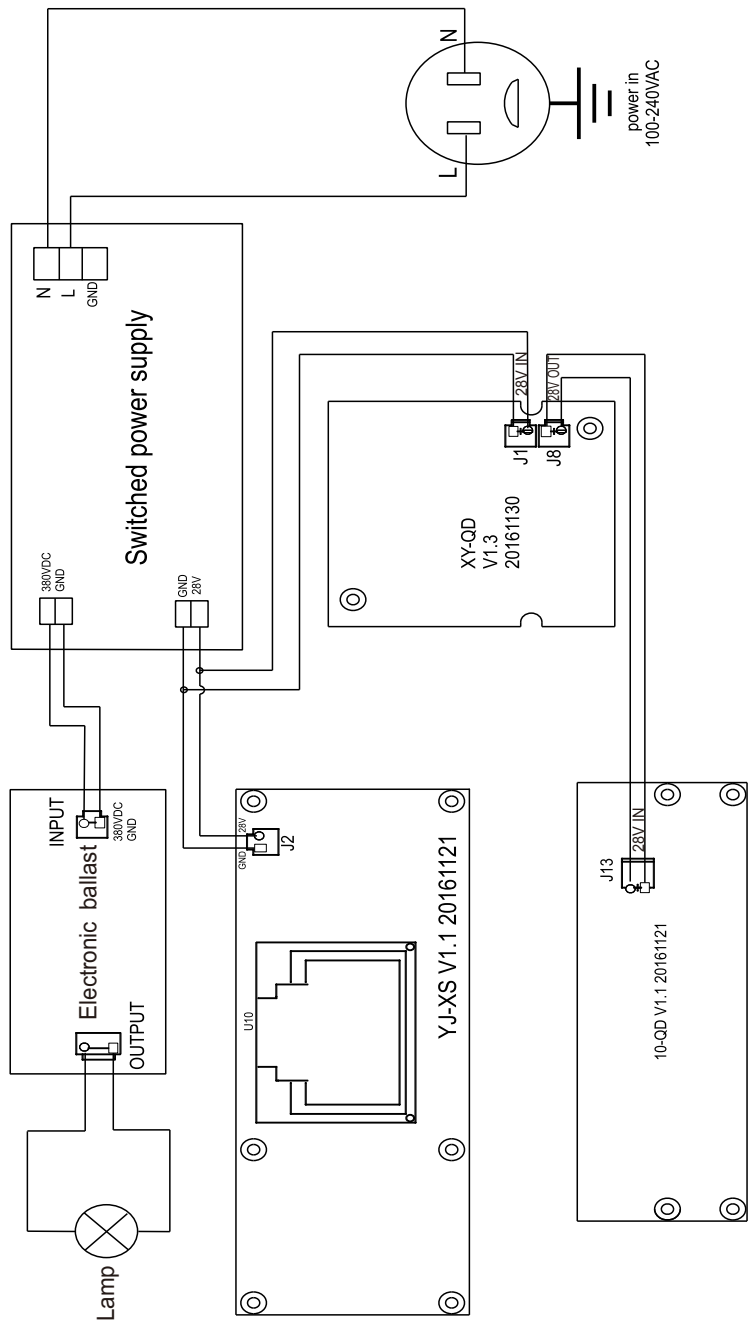 N
L
power in
100-240VAC
N
L
GND
Switched power supply
380VDC
GND
GND
28V
28V IN
28V OUT
J1
J8
XY-QD
V1.3
20161130
INPUT
380VDC
GND
Electronic ballast
OUTPUT
Lamp
GND
28V
J2
U10
YJ-XS V1.1 20161121
J13
28V IN
10-QD V1.1 20161121